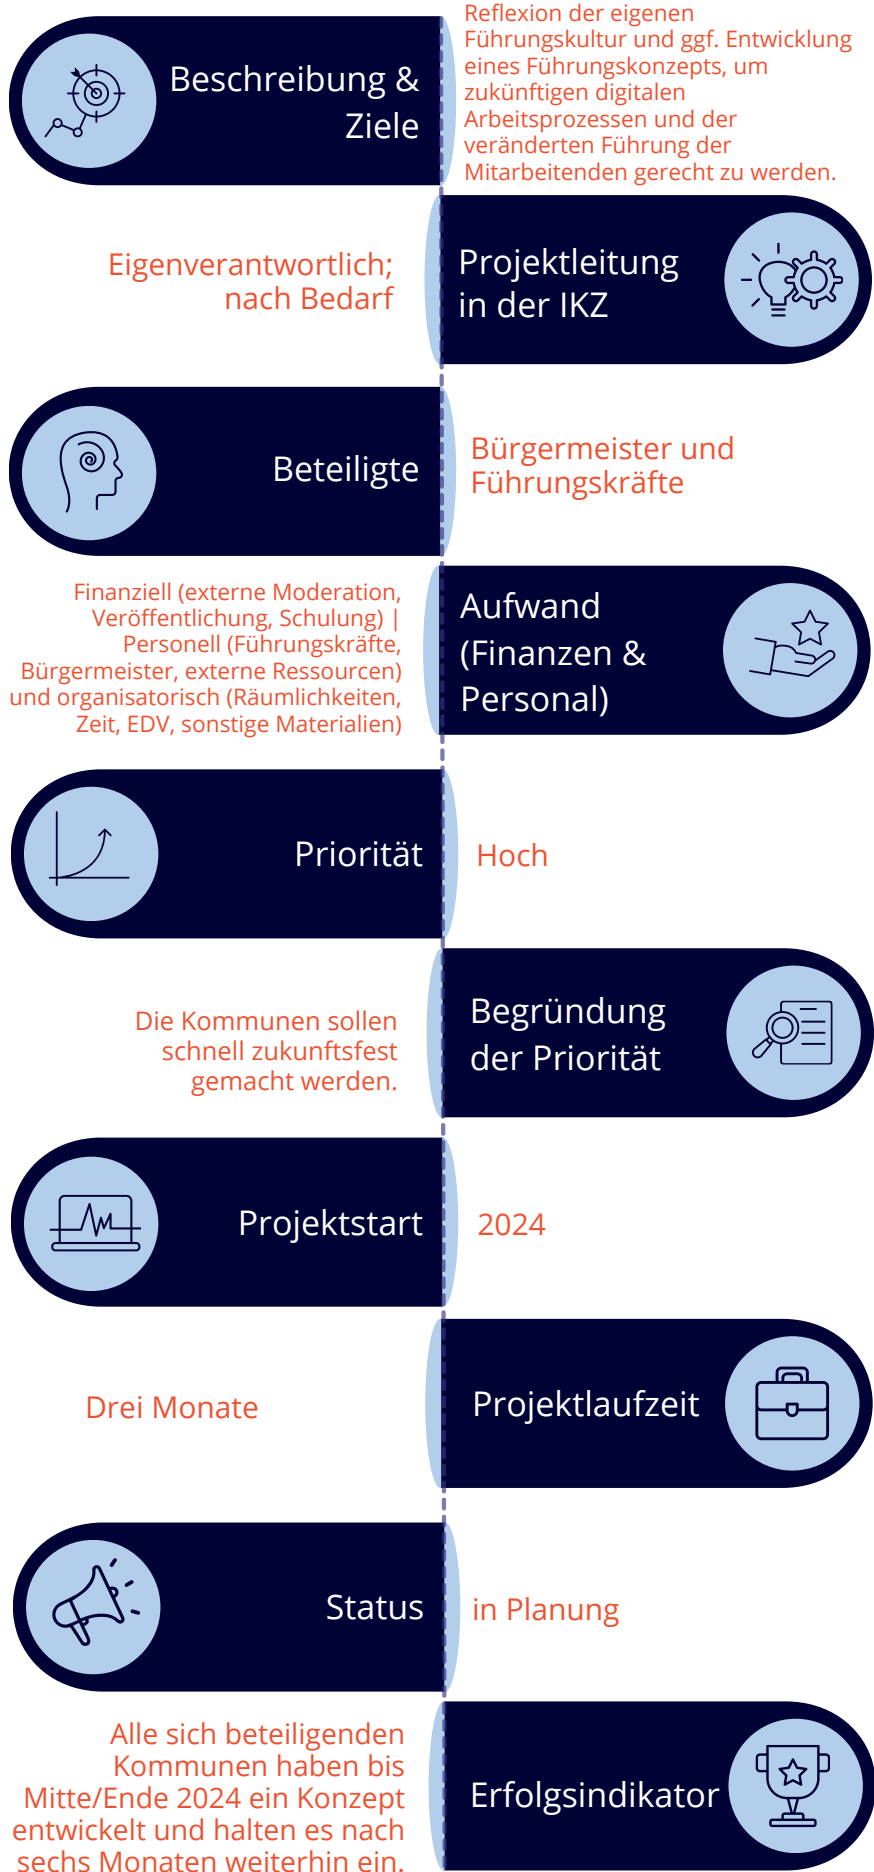 Beschreibung &
Ziele
Reflexion der eigenen
Führungskultur und ggf. Entwicklung
eines Führungskonzepts, um
zukünftigen digitalen
Arbeitsprozessen und der
veränderten Führung der
Mitarbeitenden gerecht zu werden.
Projektleitung
in der IKZ
Eigenverantwortlich;
nach Bedarf
Beteiligte
Bürgermeister und
Führungskräfte
Aufwand
(Finanzen &
Personal)
Finanziell (externe Moderation,
Veröffentlichung, Schulung) |
Personell (Führungskräfte,
Bürgermeister, externe Ressourcen)
und organisatorisch (Räumlichkeiten,
Zeit, EDV, sonstige Materialien)
Priorität
Hoch
Begründung
der Priorität
Die Kommunen sollen
schnell zukunftsfest
gemacht werden.
Projektstart
2024
Projektlaufzeit
Drei Monate
Status
in Planung
Erfolgsindikator
Alle sich beteiligenden
Kommunen haben bis
Mitte/Ende 2024 ein Konzept
entwickelt und halten es nach
sechs Monaten weiterhin ein.